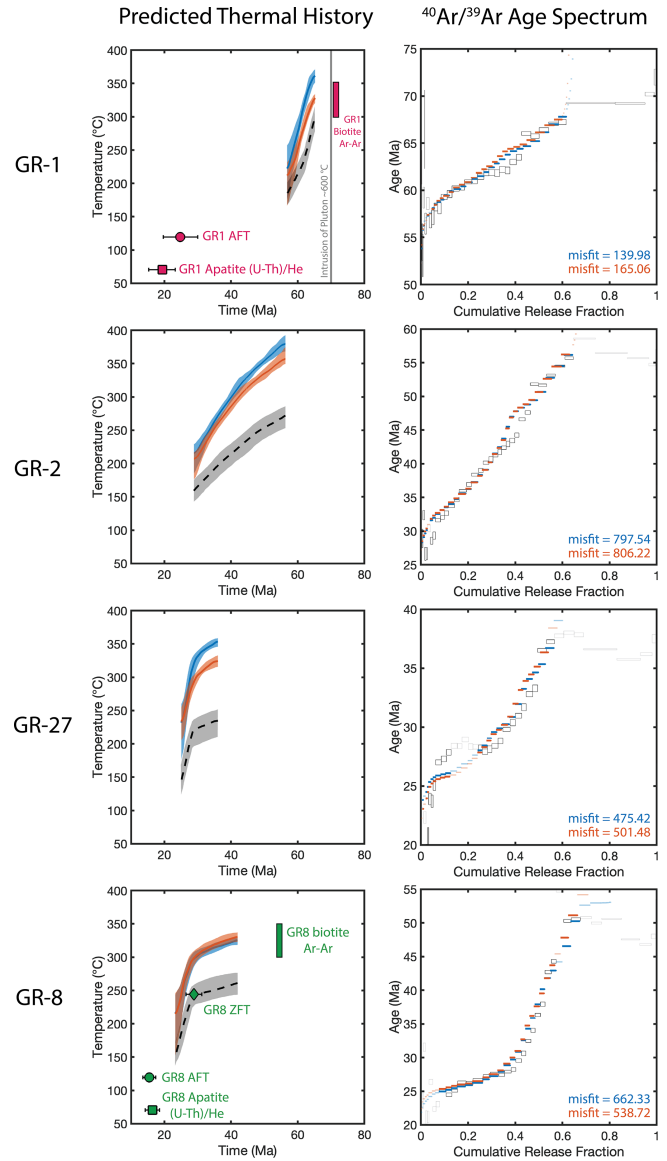 Predicted Thermal History
40Ar/39Ar Age Spectrum
GR-1
Temperature (°C)
400
350
300
250
200
150
100
50
20
40
60
80
Time (Ma)
Intrusion of Pluton ~600 °C
GR1
Biotite
Ar-Ar
GR1 AFT
GR1 Apatite (U-Th)/He
Age (Ma)
75
70
65
60
55
50
0
0.2
0.4
0.6
0.8
1
Cumulative Release Fraction
misfit = 139.98
misfit = 165.06
GR-2
Temperature (°C)
400
350
300
250
200
150
100
50
20
40
60
80
Time (Ma)
Age (Ma)
60
55
50
45
40
35
30
25
0
0.2
0.4
0.6
0.8
1
Cumulative Release Fraction
misfit = 797.54
misfit = 806.22
GR-27
Temperature (°C)
400
350
300
250
200
150
100
50
20
40
60
80
Time (Ma)
Age (Ma)
40
35
30
25
20
0
0.2
0.4
0.6
0.8
1
Cumulative Release Fraction
misfit = 475.42
misfit = 501.48
GR-8
Temperature (°C)
400
350
300
250
200
150
100
50
20
40
60
80
Time (Ma)
GR8 biotite
Ar-Ar
GR8 ZFT
GR8 AFT
GR8 Apatite
(U-Th)/He
Age (Ma)
55
50
45
40
35
30
25
20
0
0.2
0.4
0.6
0.8
1
Cumulative Release Fraction
misfit = 662.33
misfit = 538.72